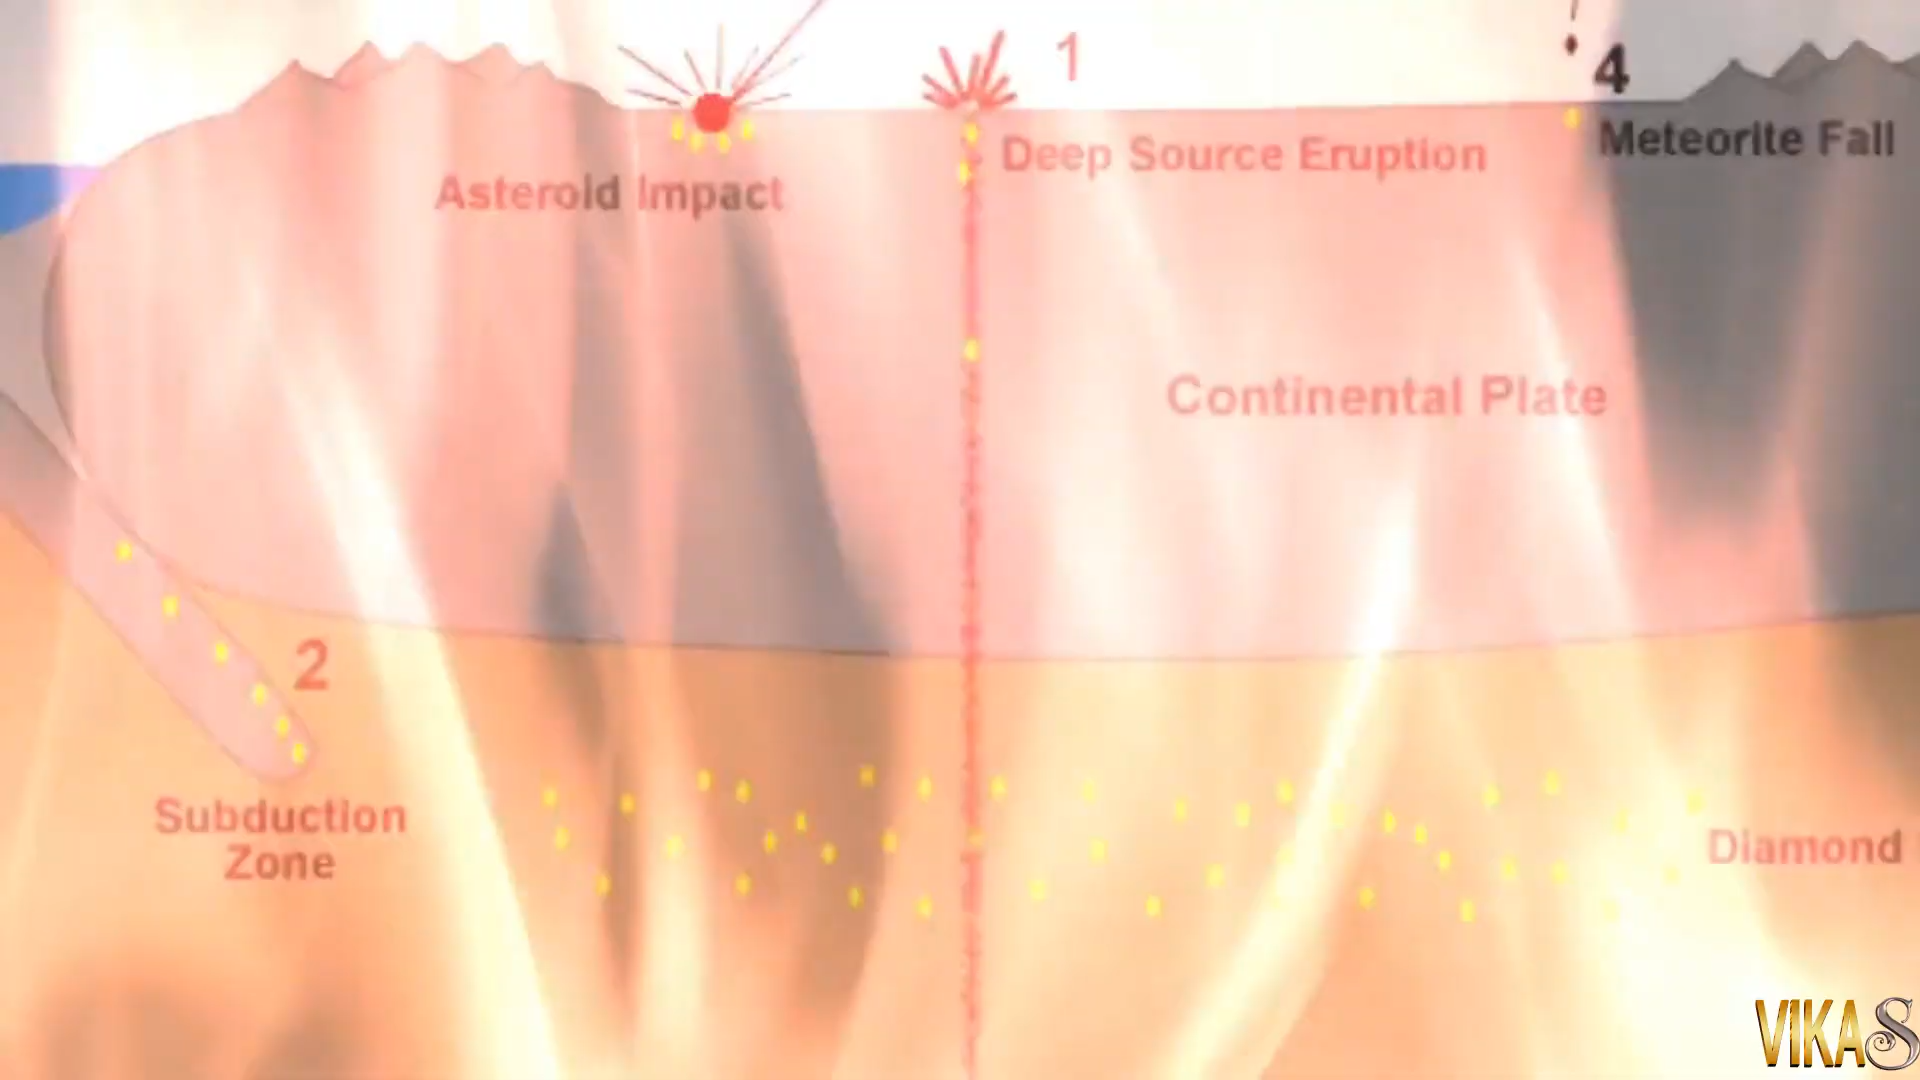 1
4
Meteorite Fall
Deep Source Eruption
Asteroid Impact
Continental Plate
2
Subduction
Zone
Diamond
VIKAS